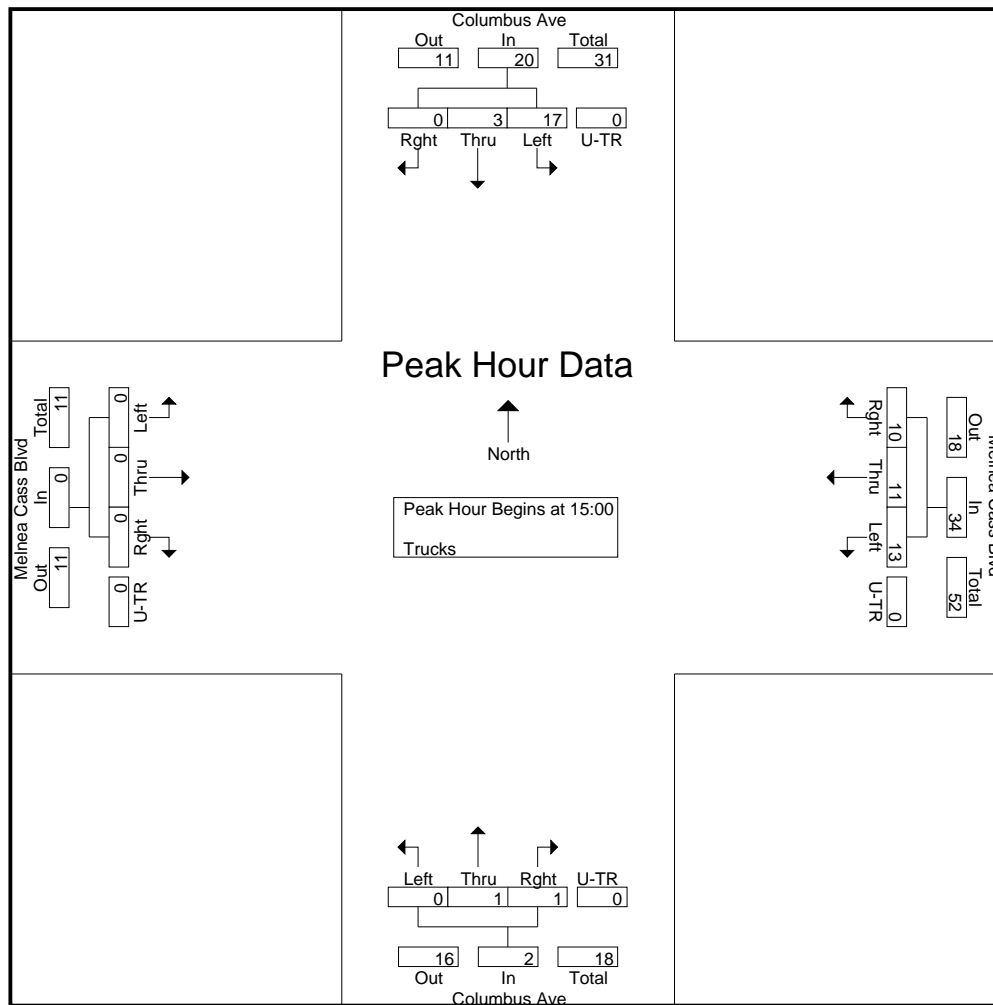 Columbus Ave
Out In Total
11 20 31
0 3 17 0
Rght Thru Left U-TR
Peak Hour Data
North
Peak Hour Begins at 15:00
Trucks
Melnea Cass Blvd
Out In Total
11 0 11
0 0 0 0
Left Thru Rght U-TR
Melnea Cass Blvd
Out In Total
18 34 52
10 11 13 0
Rght Thru Left U-TR
Left Thru Rght U-TR
0 1 1 0
16 2 18
Out In Total
Columbus Ave